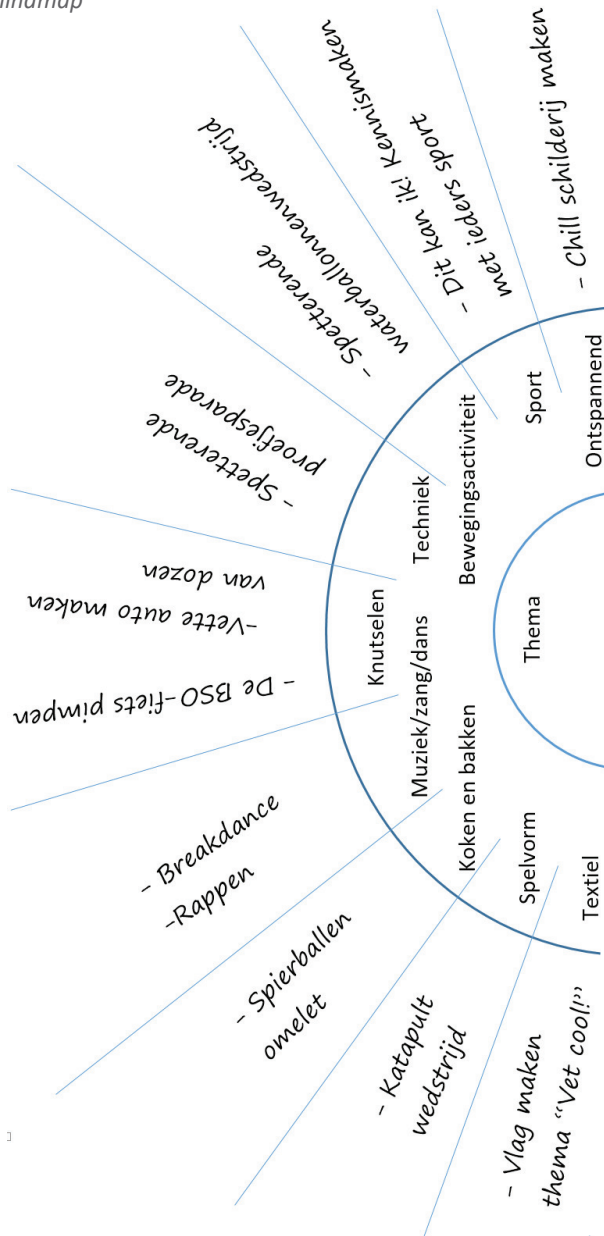 mindmap
Thema
Ontspannend
- Chill schilderij maken
Sport
- Dit kan ik! Kennismaken
met ieders sport
Bewegingsactiviteit
- Spetterende
waterballonnenwedstrijd
Techniek
- Spetterende
proefjesparade
Knutselen
-Vette auto maken
van dozen
- De BSO-fiets pimpen
Muziek/zang/dans
- Breakdance
-Rappen
Koken en bakken
- Spierballen
omelet
Spelvorm
- Katapult
wedstrijd
Textiel
- Vlag maken
thema “Vet cool!”